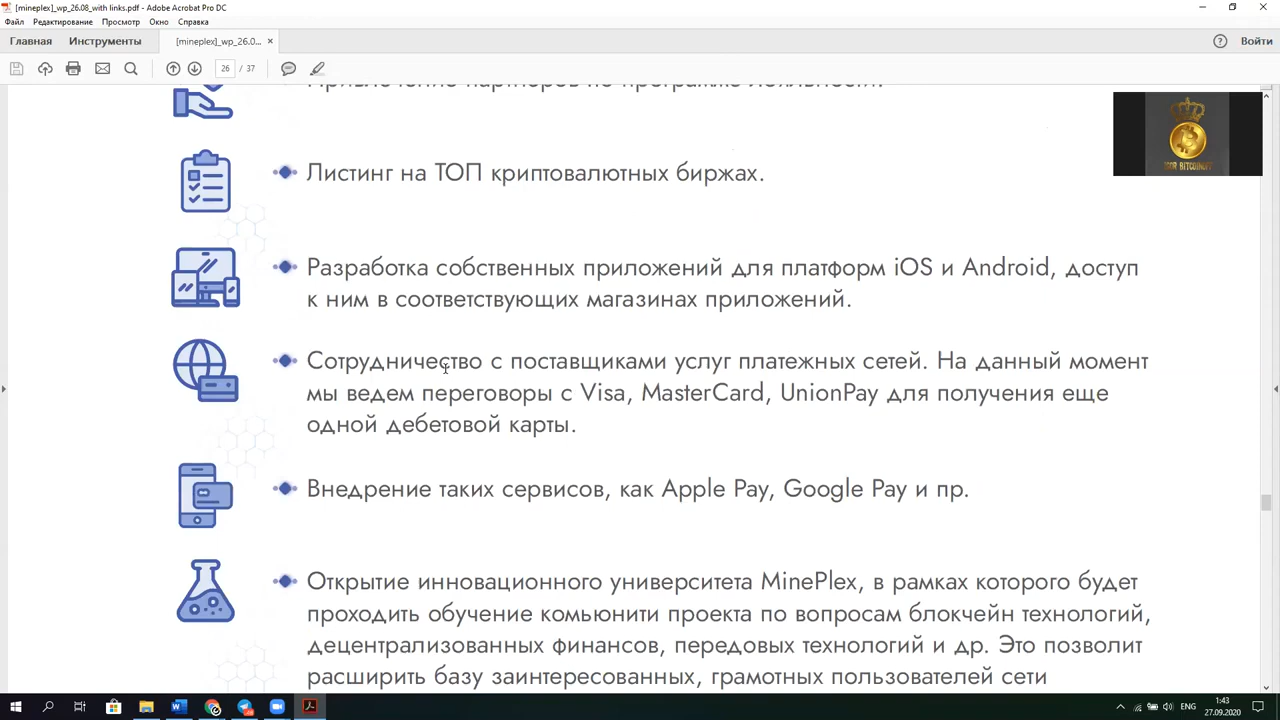 [mineplex]_wp_26.08_with links.pdf - Adobe Acrobat Pro DC
Файл Редактирование Просмотр Окно Справка
Главная Инструменты [mineplex]_wp_26.0... × Войти
26 / 37
Привлечение партнеров по программе лояльности.
Листинг на ТОП криптовалютных биржах.
Разработка собственных приложений для платформ iOS и Android, доступ
к ним в соответствующих магазинах приложений.
Сотрудничество с поставщиками услуг платежных сетей. На данный момент
мы ведем переговоры с Visa, MasterCard, UnionPay для получения еще
одной дебетовой карты.
Внедрение таких сервисов, как Apple Pay, Google Pay и пр.
Открытие инновационного университета MinePlex, в рамках которого будет
проходить обучение комьюнити проекта по вопросам блокчейн технологий,
децентрализованных финансов, передовых технологий и др. Это позволит
расширить базу заинтересованных, грамотных пользователей сети
ENG
1:43
27.09.2020